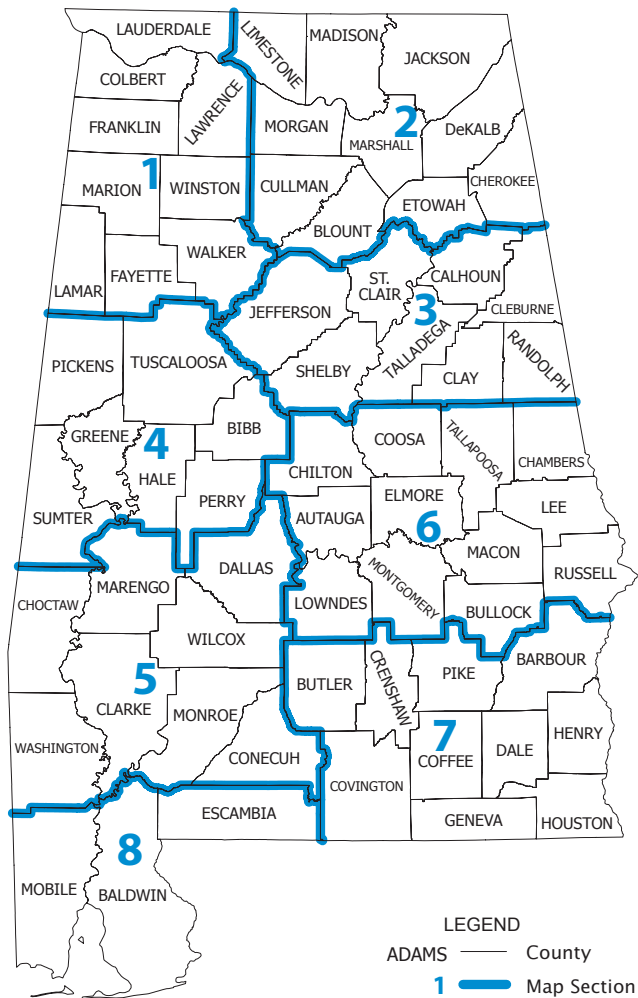 LAUDERDALE
LIMESTONE
MADISON
JACKSON
COLBERT
LAWRENCE
FRANKLIN
MORGAN
2
MARSHALL
DeKALB
MARION
1
WINSTON
CULLMAN
CHEROKEE
ETOWAH
BLOUNT
WALKER
LAMAR
FAYETTE
JEFFERSON
ST.
CLAIR
CALHOUN
3
CLEBURNE
PICKENS
TUSCALOOSA
SHELBY
TALLADEGA
CLAY
RANDOLPH
GREENE
4
HALE
BIBB
COOSA
TALLAPOOSA
CHAMBERS
CHILTON
PERRY
ELMORE
LEE
SUMTER
AUTAUGA
6
MACON
DALLAS
RUSSELL
MARENGO
CHOCTAW
LOWNDES
MONTGOMERY
BULLOCK
WILCOX
BARBOUR
5
CLARKE
BUTLER
CRENSHAW
PIKE
MONROE
7
COFFEE
HENRY
WASHINGTON
DALE
CONECUH
COVINGTON
ESCAMBIA
GENEVA
HOUSTON
8
MOBILE
BALDWIN
LEGEND
ADAMS County
1 Map Section